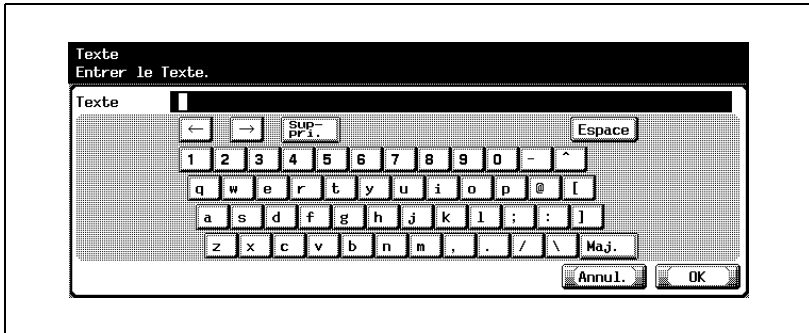 Texte
Entrer le Texte.
Texte
← → Sup-
pri. Espace
1 2 3 4 5 6 7 8 9 0 - ^
q w e r t y u i o p @ [
a s d f g h j k l ; : ]
z x c v b n m , . / \ Maj.
Annul. OK